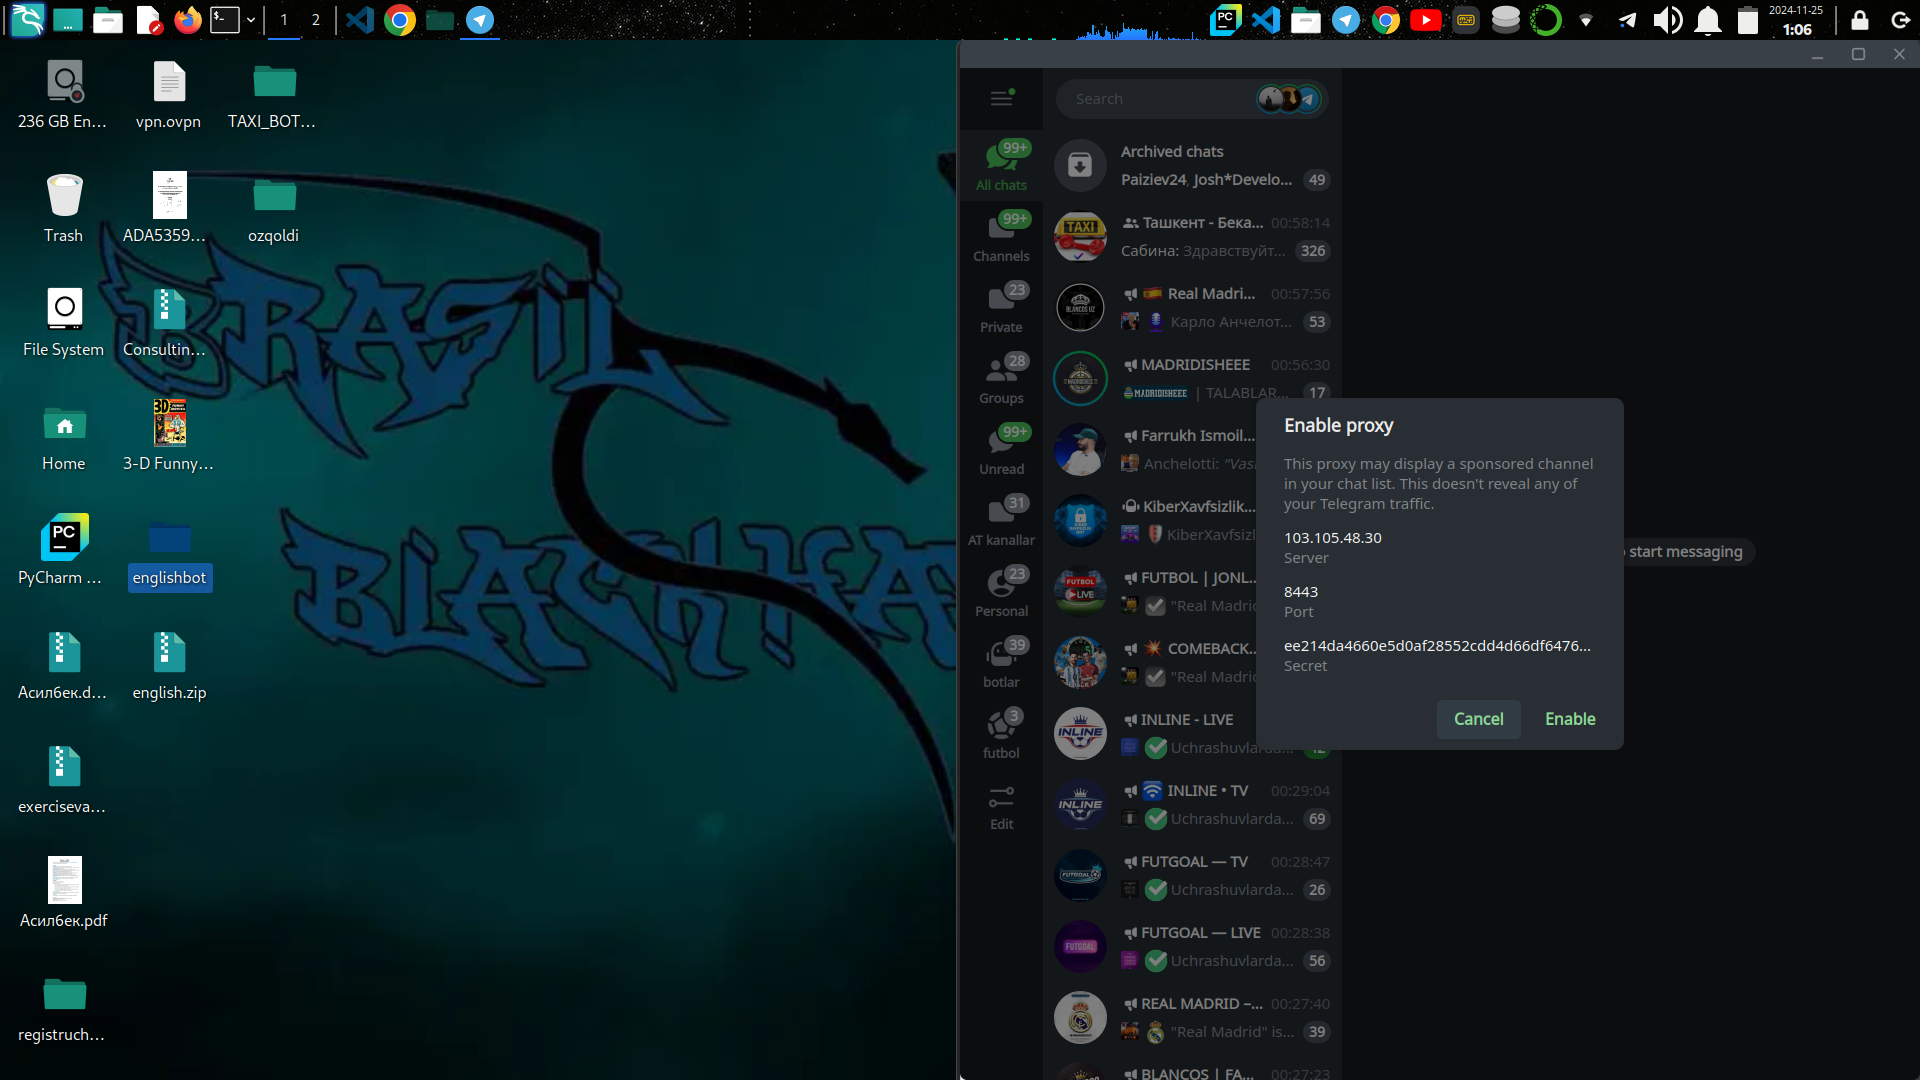 1
2
2024-11-25
1:06
236 GB En...
vpn.ovpn
TAXI_BOT...
Trash
ADA5359...
ozqoldi
File System
Consultin...
Home
3-D Funny...
PyCharm ...
englishbot
Асилбек.d...
english.zip
exerciseva...
Асилбек.pdf
registruch...
BRASIL
BLACK HA
Search
99+
All chats
99+
Channels
23
Private
28
Groups
99+
Unread
31
AT kanallar
23
Personal
39
botlar
3
futbol
Edit
Archived chats
Paiziev24, Josh*Develo... 49
Ташкент - Бека... 00:58:14
Сабина: Здравствуйт... 326
Real Madri... 00:57:56
Карло Анчелот... 53
MADRIDISHEEE 00:56:30
MADRIDISHEEE | TALABLAR... 17
Farrukh Ismoil...
Anchelotti: “Vasi
KiberXavfsizlik...
KiberXavfsizl
FUTBOL | JONL...
"Real Madrid
COMEBACK...
"Real Madrid
INLINE - LIVE
Uchrashuvlarda... 42
INLINE • TV 00:29:04
Uchrashuvlarda... 69
FUTGOAL — TV 00:28:47
Uchrashuvlarda... 26
FUTGOAL — LIVE 00:28:38
Uchrashuvlarda... 56
REAL MADRID –... 00:27:40
"Real Madrid" is... 39
BLANCOS | FA... 00:27:23
start messaging
Enable proxy
This proxy may display a sponsored channel
in your chat list. This doesn't reveal any of
your Telegram traffic.
103.105.48.30
Server
8443
Port
ee214da4660e5d0af28552cdd4d66df6476...
Secret
Cancel
Enable